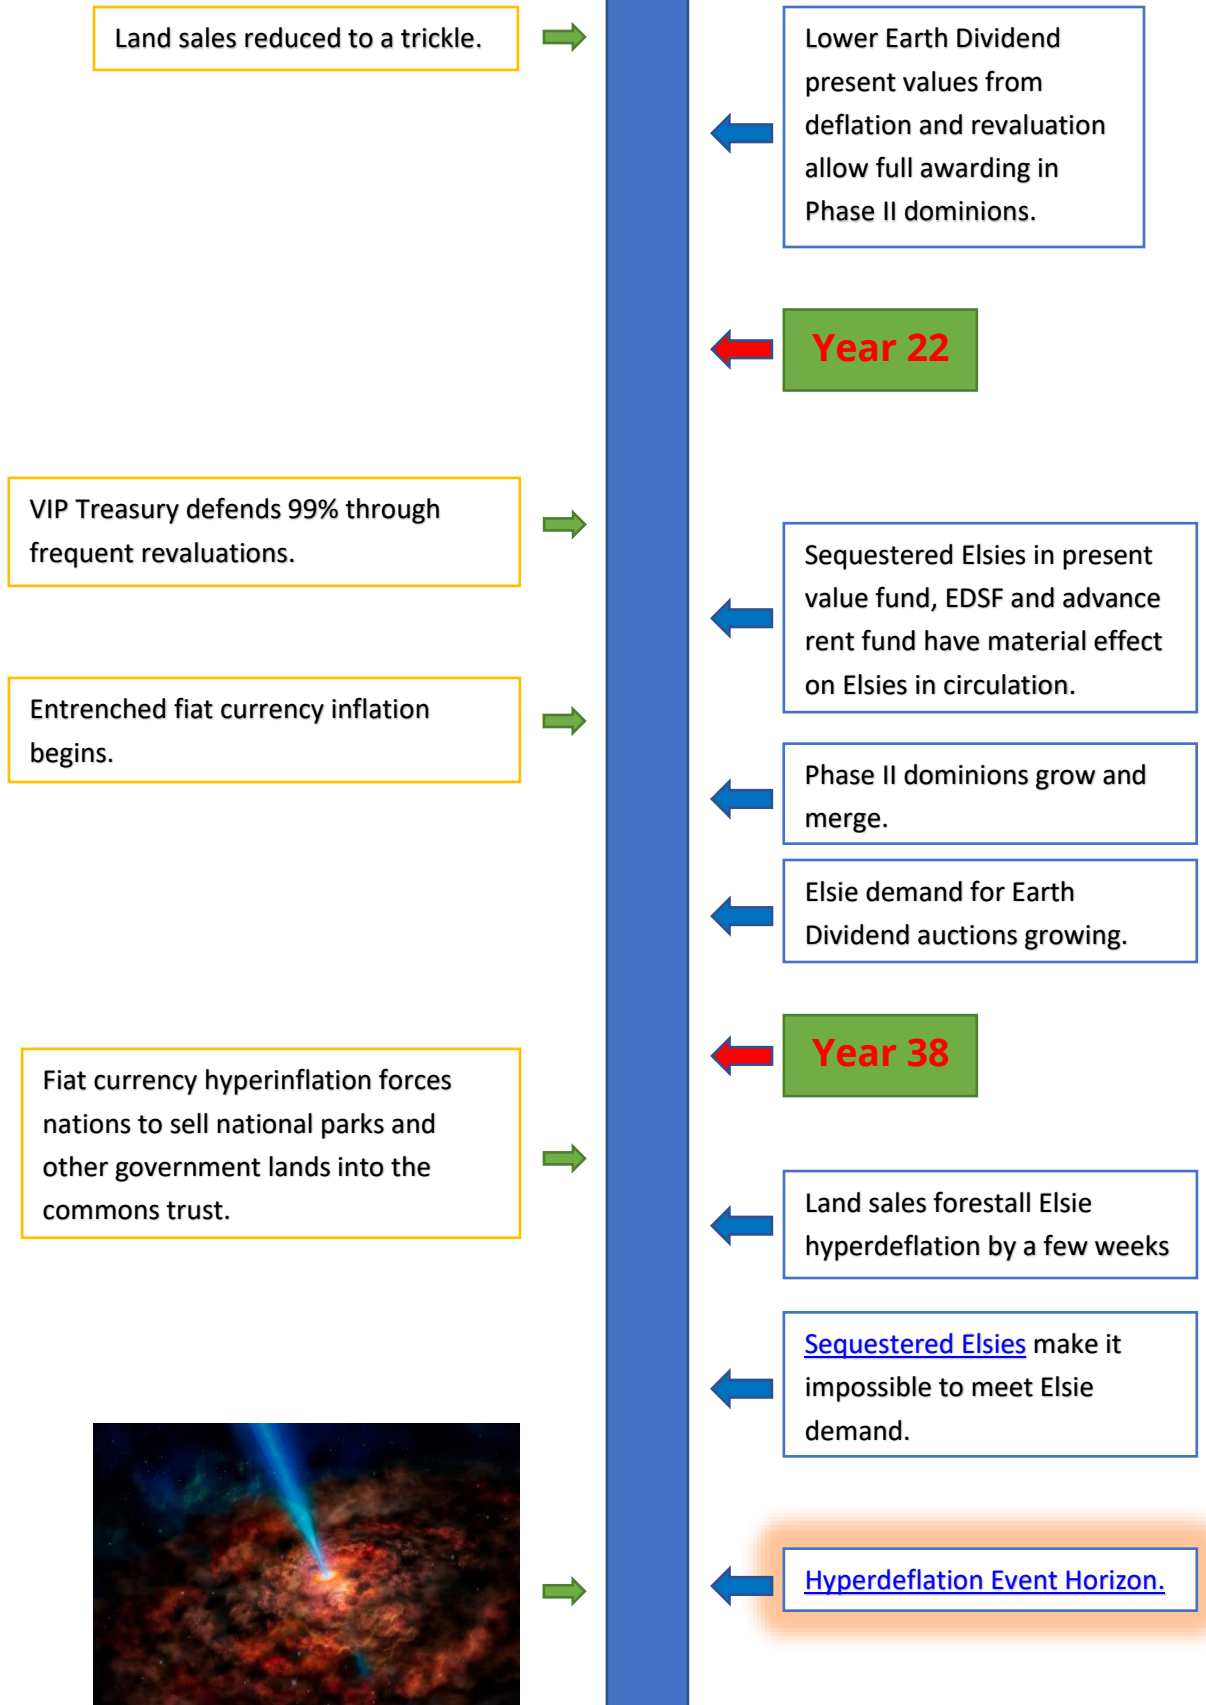 Land sales reduced to a trickle.
Lower Earth Dividend
present values from
deflation and revaluation
allow full awarding in
Phase II dominions.
Year 22
VIP Treasury defends 99% through
frequent revaluations.
Sequestered Elsies in present
value fund, EDSF and advance
rent fund have material effect
on Elsies in circulation.
Entrenched fiat currency inflation
begins.
Phase II dominions grow and
merge.
Elsie demand for Earth
Dividend auctions growing.
Year 38
Fiat currency hyperinflation forces
nations to sell national parks and
other government lands into the
commons trust.
Land sales forestall Elsie
hyperdeflation by a few weeks
Sequestered Elsies make it
impossible to meet Elsie
demand.
Hyperdeflation Event Horizon.